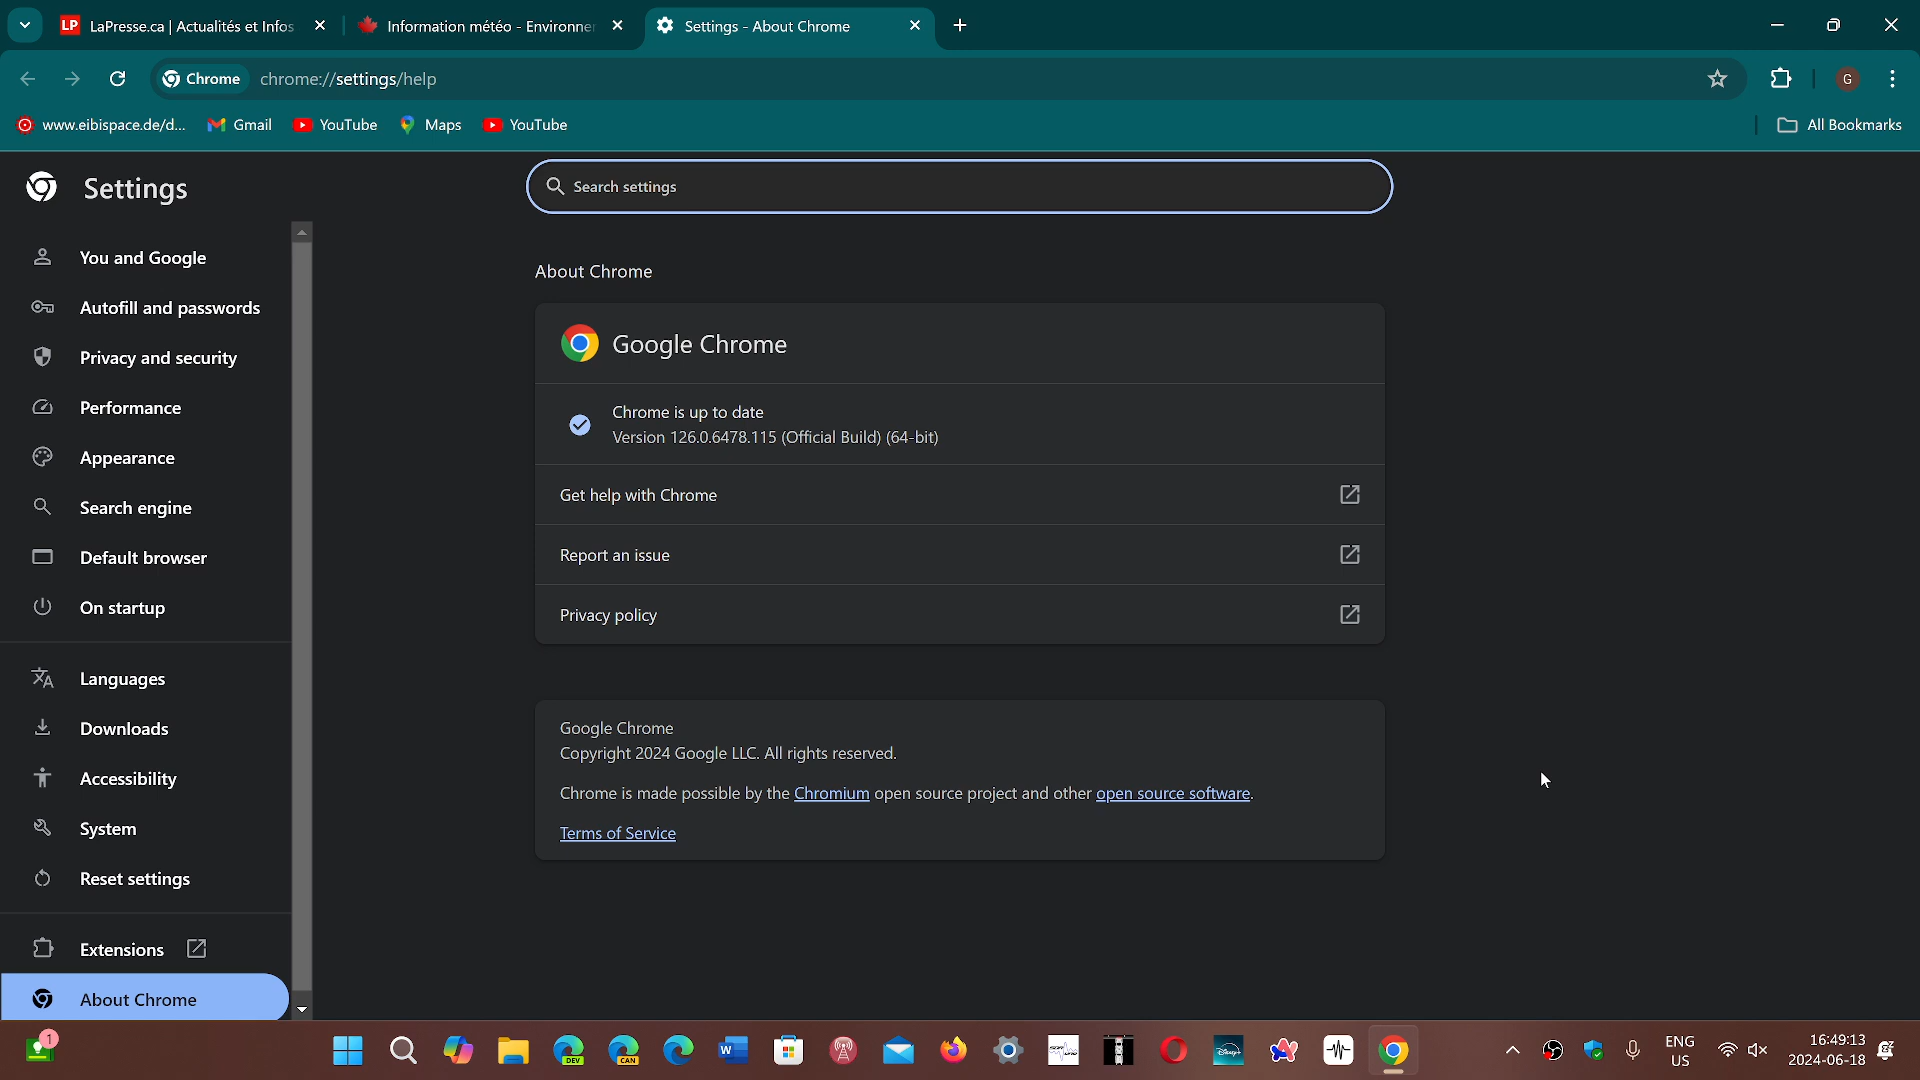 LP LaPresse.ca | Actualités et Infos
Information météo - Environne
Settings - About Chrome
Chrome chrome://settings/help
G
www.eibispace.de/d...
Gmail
YouTube
Maps
YouTube
All Bookmarks
Settings
Search settings
You and Google
Autofill and passwords
Privacy and security
Performance
Appearance
Search engine
Default browser
On startup
Languages
Downloads
Accessibility
System
Reset settings
Extensions
About Chrome
About Chrome
Google Chrome
Chrome is up to date
Version 126.0.6478.115 (Official Build) (64-bit)
Get help with Chrome
Report an issue
Privacy policy
Google Chrome
Copyright 2024 Google LLC. All rights reserved.
Chrome is made possible by the Chromium open source project and other open source software.
Terms of Service
1
DEV
CAN
W
Disney+
ENG
US
16:49:13
2024-06-18